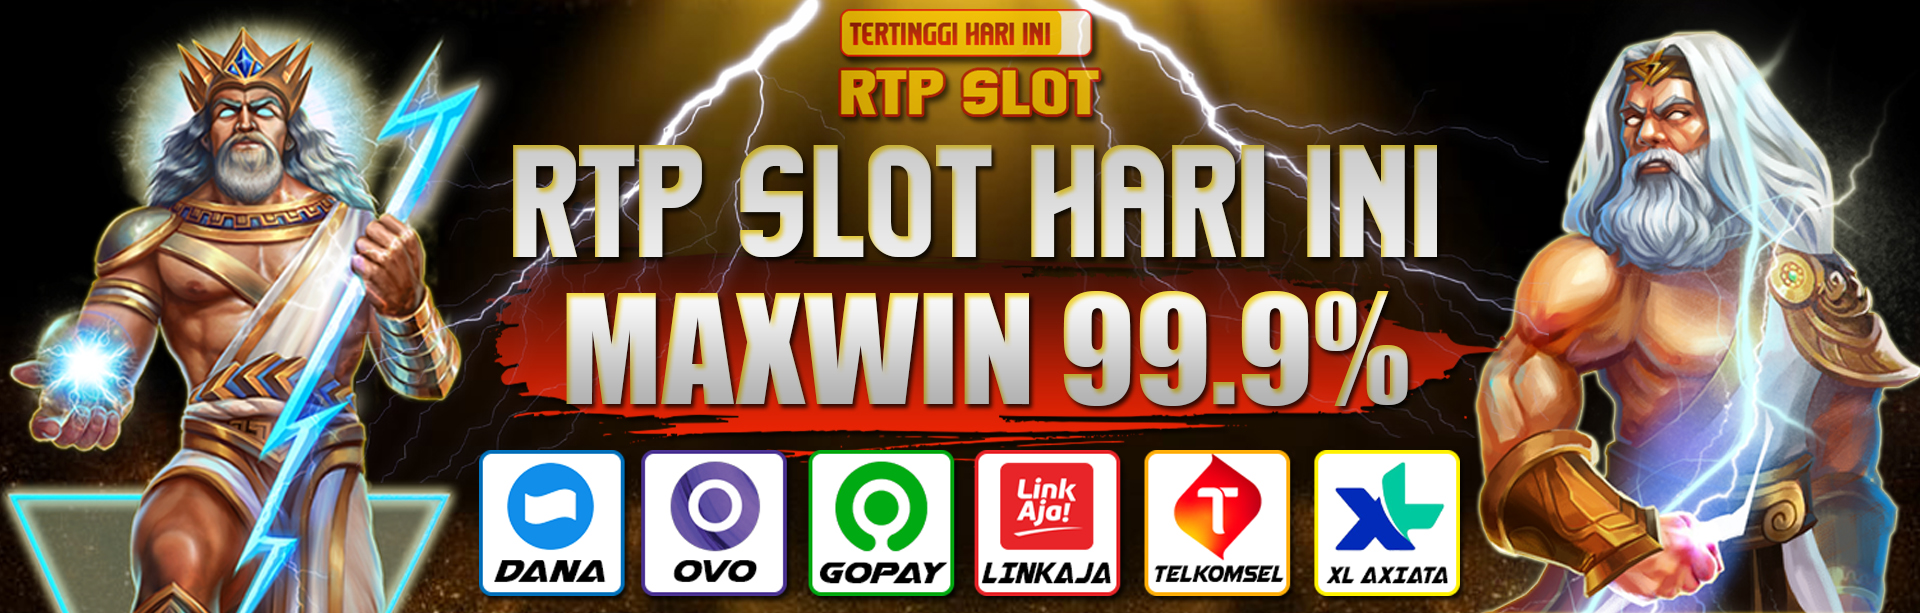 TERTINGGI HARI INI
RTP SLOT
RTP SLOT HARI INI
MAXWIN 99.9%
Link
Aja!
DANA OVO GOPAY LINKAJA TELKOMSEL XL AXIATA